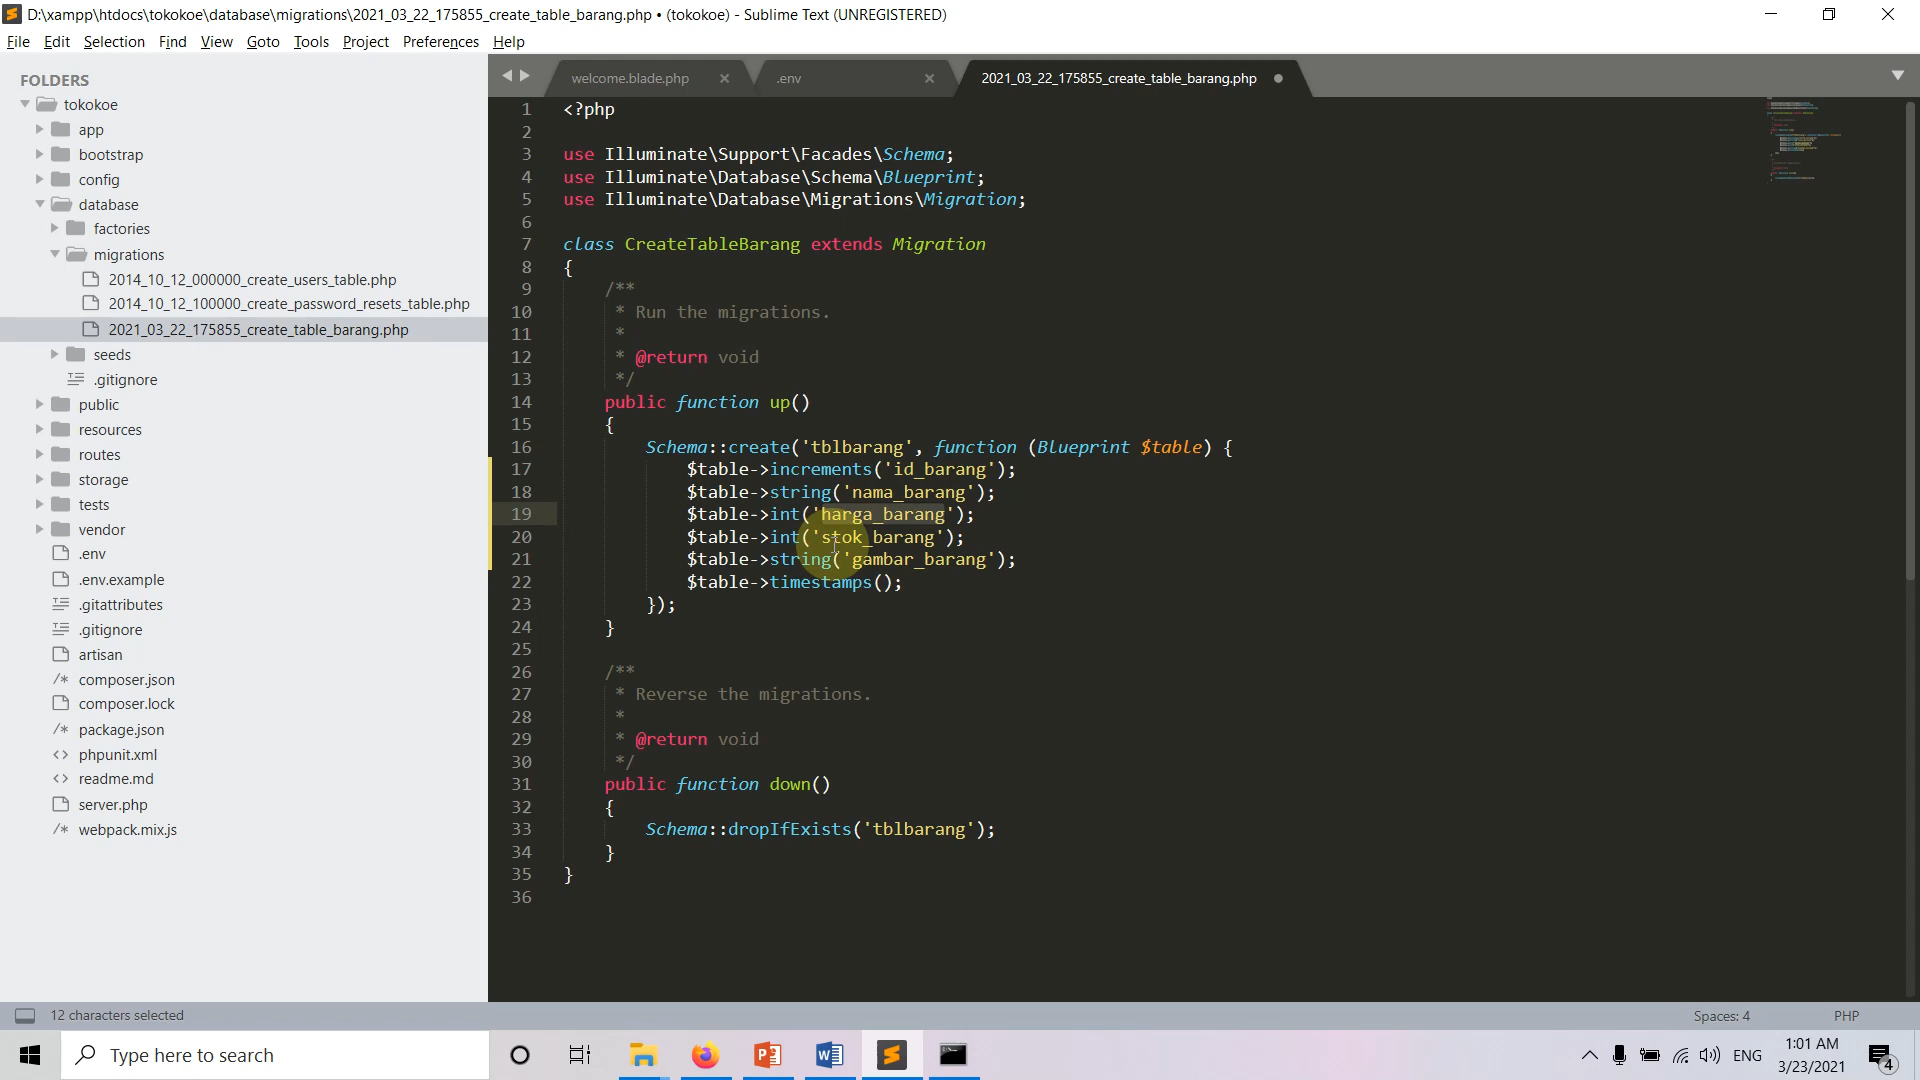 D:\xampp\htdocs\tokokoe\database\migrations\2021_03_22_175855_create_table_barang.php • (tokokoe) - Sublime Text (UNREGISTERED)
File Edit Selection Find View Goto Tools Project Preferences Help
FOLDERS
tokokoe
app
bootstrap
config
database
factories
migrations
2014_10_12_000000_create_users_table.php
2014_10_12_100000_create_password_resets_table.php
2021_03_22_175855_create_table_barang.php
seeds
.gitignore
public
resources
routes
storage
tests
vendor
.env
.env.example
.gitattributes
.gitignore
artisan
/* composer.json
composer.lock
/* package.json
<> phpunit.xml
<> readme.md
server.php
/* webpack.mix.js
welcome.blade.php
.env
2021_03_22_175855_create_table_barang.php
1 <?php
2
3 use Illuminate\Support\Facades\Schema;
4 use Illuminate\Database\Schema\Blueprint;
5 use Illuminate\Database\Migrations\Migration;
6
7 class CreateTableBarang extends Migration
8 {
9 /**
10 * Run the migrations.
11 *
12 * @return void
13 */
14 public function up()
15 {
16 Schema::create('tblbarang', function (Blueprint $table) {
17 $table->increments('id_barang');
18 $table->string('nama_barang');
19 $table->int('harga_barang');
20 $table->int('stok_barang');
21 $table->string('gambar_barang');
22 $table->timestamps();
23 });
24 }
25
26 /**
27 * Reverse the migrations.
28 *
29 * @return void
30 */
31 public function down()
32 {
33 Schema::dropIfExists('tblbarang');
34 }
35 }
36
12 characters selected
Spaces: 4
PHP
Type here to search
ENG
1:01 AM
3/23/2021
4